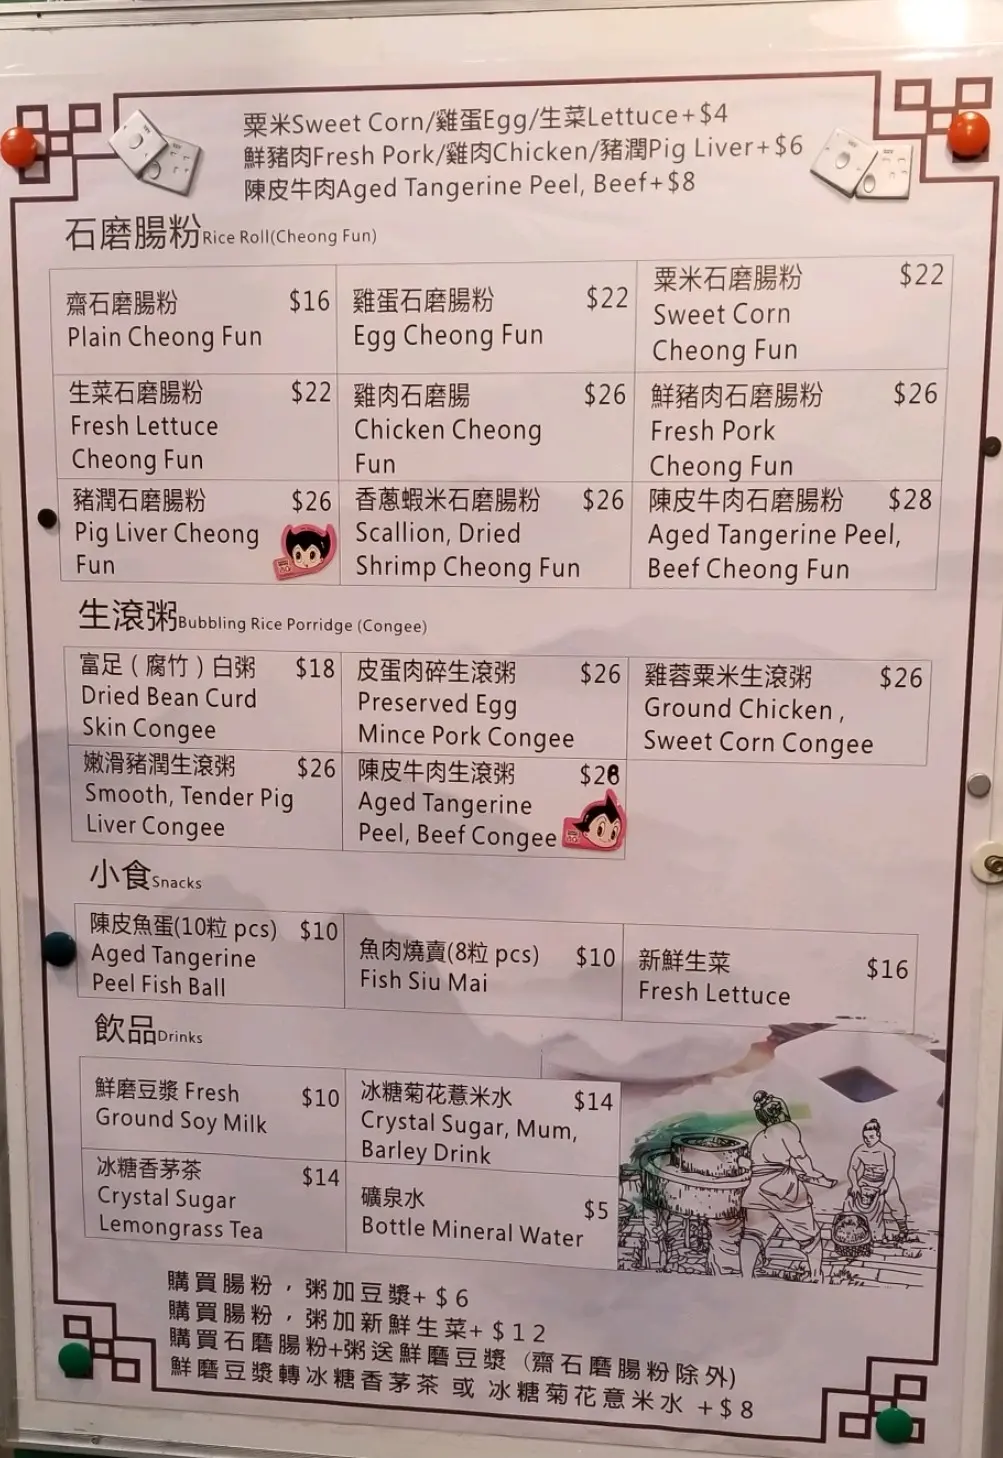 粟米Sweet Corn/雞蛋Egg/生菜Lettuce+$4
鮮豬肉Fresh Pork/雞肉Chicken/豬潤Pig Liver+$6
陳皮牛肉Aged Tangerine Peel, Beef+$8
石磨腸粉Rice Roll(Cheong Fun)
齋石磨腸粉 $16
Plain Cheong Fun
雞蛋石磨腸粉 $22
Egg Cheong Fun
粟米石磨腸粉 $22
Sweet Corn
Cheong Fun
生菜石磨腸粉 $22
Fresh Lettuce
Cheong Fun
雞肉石磨腸 $26
Chicken Cheong
Fun
鮮豬肉石磨腸粉 $26
Fresh Pork
Cheong Fun
豬潤石磨腸粉 $26
Pig Liver Cheong
Fun
香蔥蝦米石磨腸粉 $26
Scallion, Dried
Shrimp Cheong Fun
陳皮牛肉石磨腸粉 $28
Aged Tangerine Peel,
Beef Cheong Fun
生滾粥Bubbling Rice Porridge (Congee)
富足（腐竹）白粥 $18
Dried Bean Curd
Skin Congee
皮蛋肉碎生滾粥 $26
Preserved Egg
Mince Pork Congee
雞蓉粟米生滾粥 $26
Ground Chicken ,
Sweet Corn Congee
嫩滑豬潤生滾粥 $26
Smooth, Tender Pig
Liver Congee
陳皮牛肉生滾粥 $28
Aged Tangerine
Peel, Beef Congee
小食Snacks
陳皮魚蛋(10粒 pcs) $10
Aged Tangerine
Peel Fish Ball
魚肉燒賣(8粒 pcs) $10
Fish Siu Mai
新鮮生菜 $16
Fresh Lettuce
飲品Drinks
鮮磨豆漿 Fresh $10
Ground Soy Milk
冰糖菊花薏米水 $14
Crystal Sugar, Mum,
Barley Drink
冰糖香茅茶 $14
Crystal Sugar
Lemongrass Tea
礦泉水 $5
Bottle Mineral Water
購買腸粉，粥加豆漿+ $6
購買腸粉，粥加新鮮生菜+ $12
購買石磨腸粉+粥送鮮磨豆漿（齋石磨腸粉除外）
鮮磨豆漿轉冰糖香茅茶 或 冰糖菊花意米水 +$8